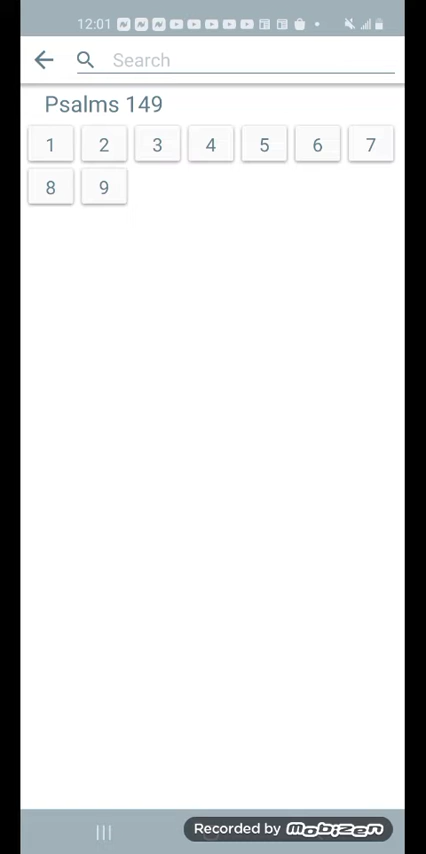 12:01
Search
Psalms 149
1 2 3 4 5 6 7
8 9
Recorded by mobizen